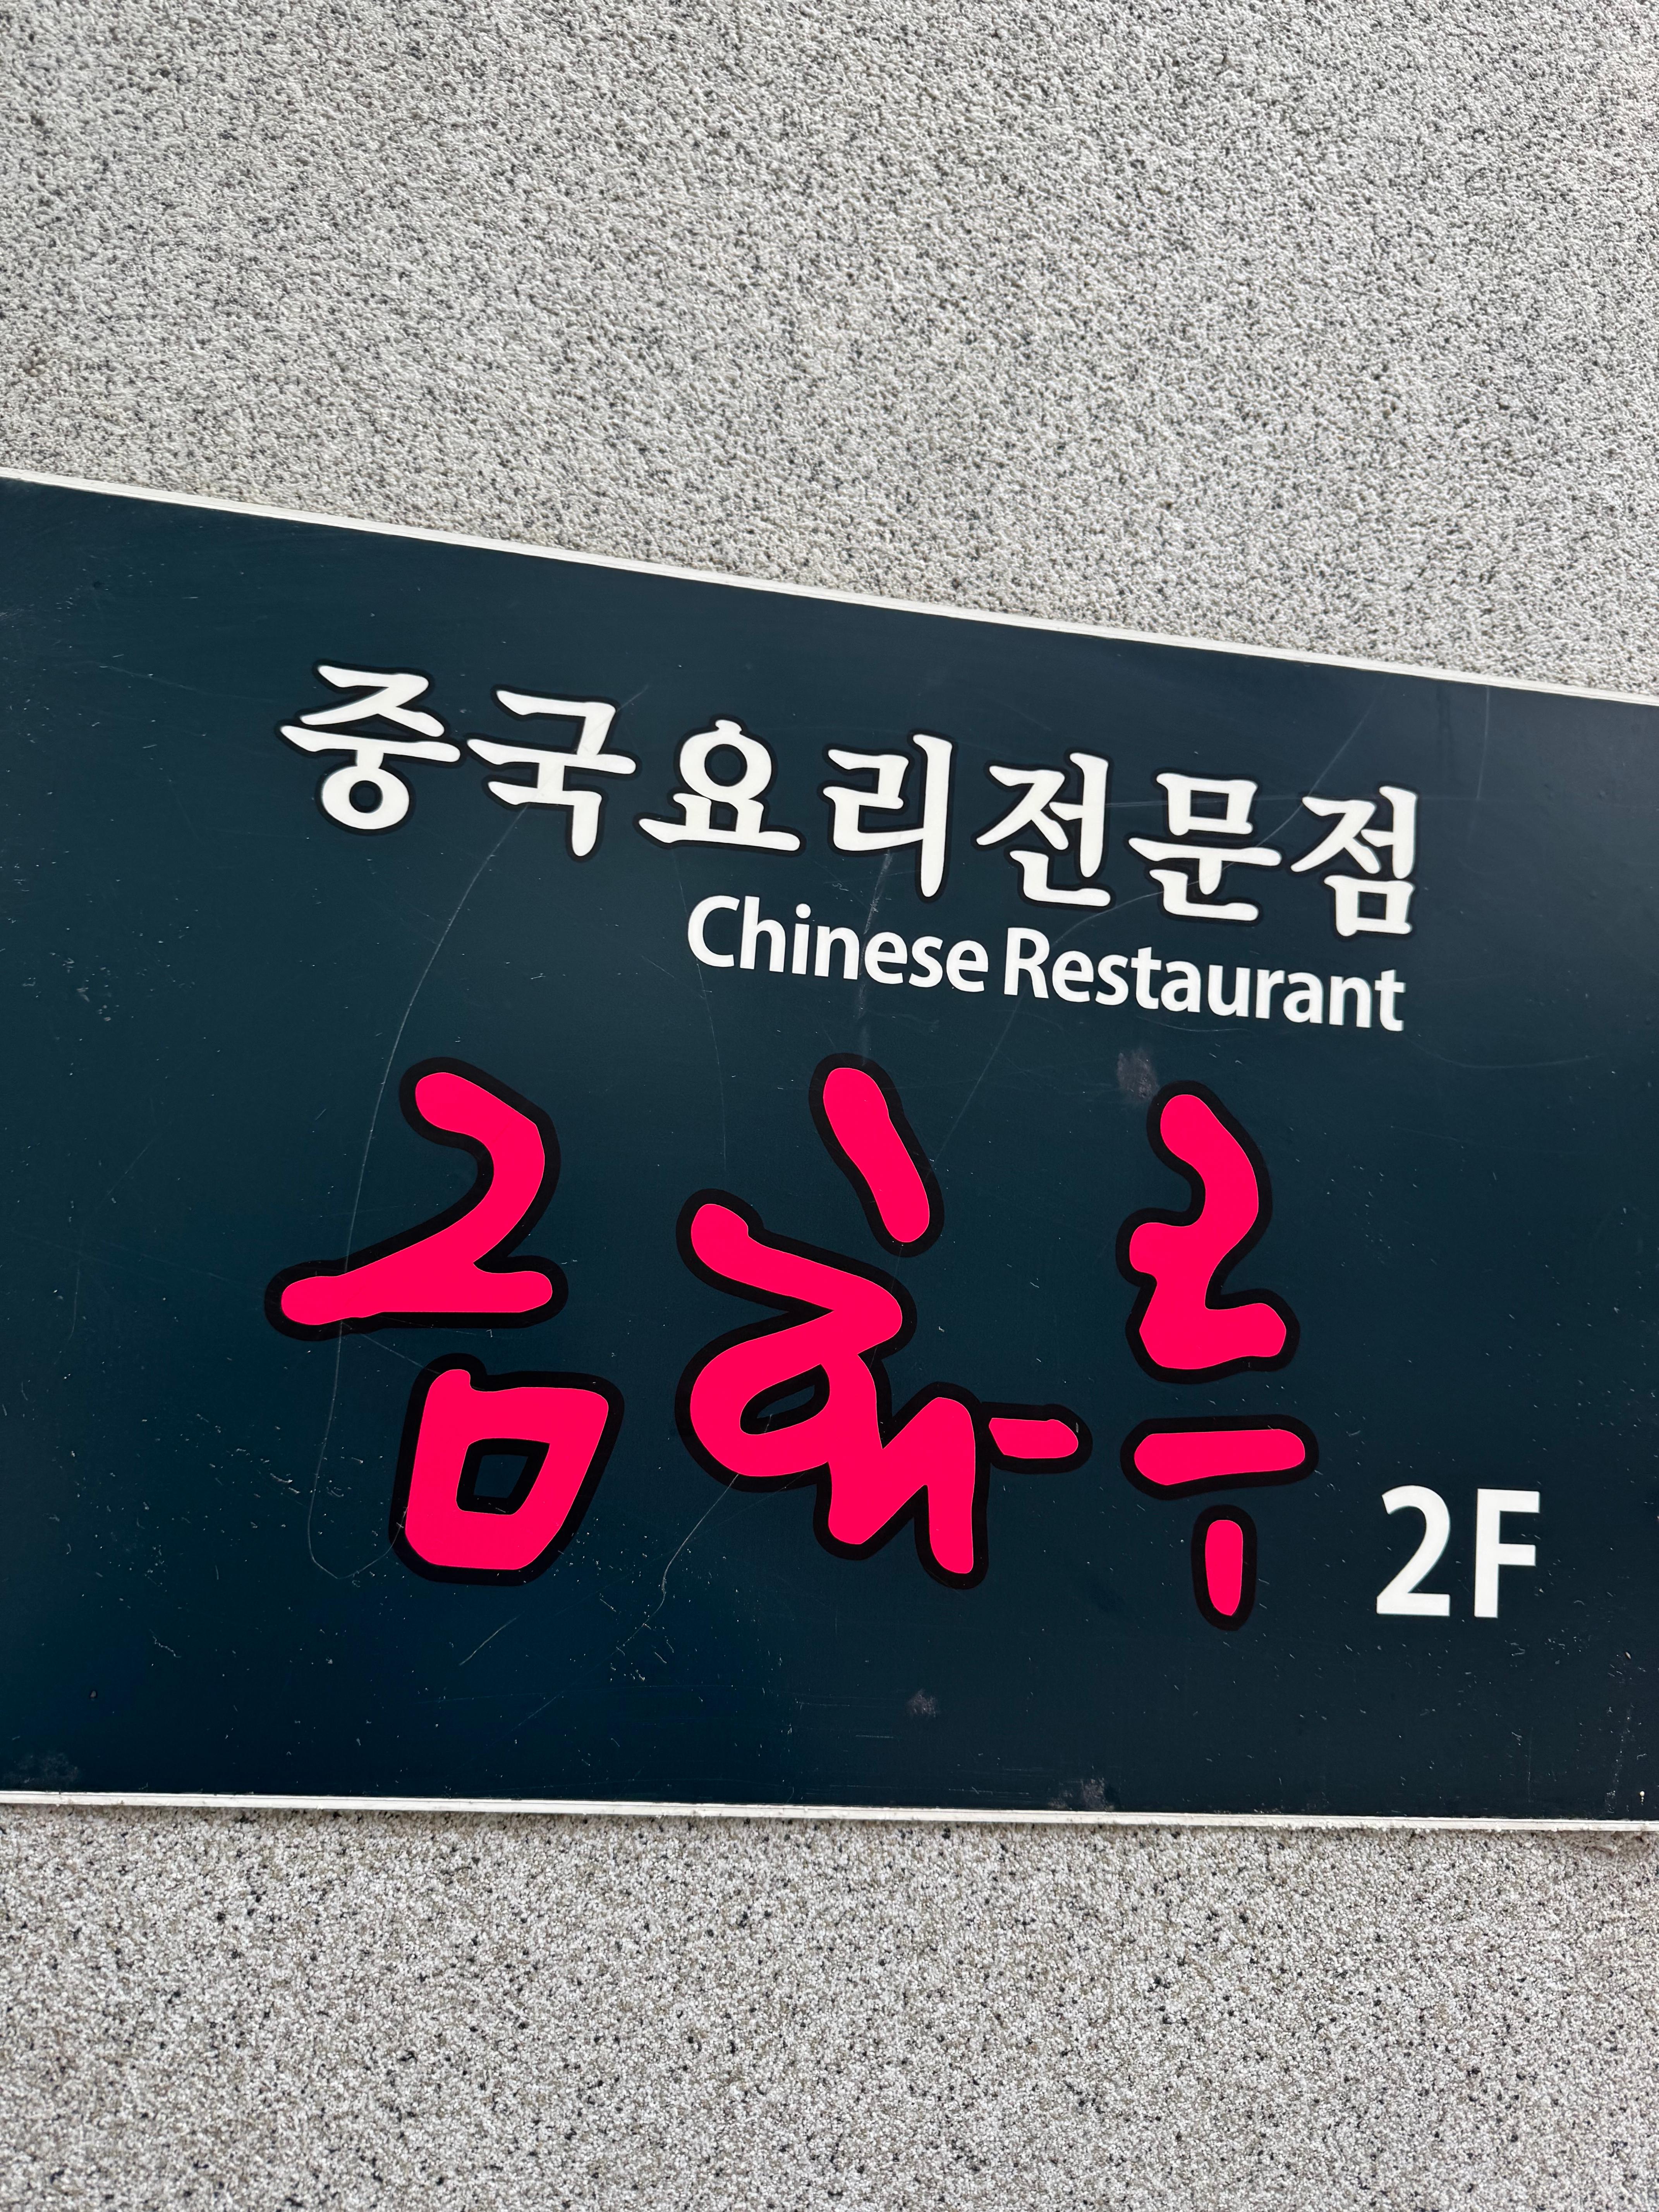 중국요리전문점
Chinese Restaurant
금화루 2F